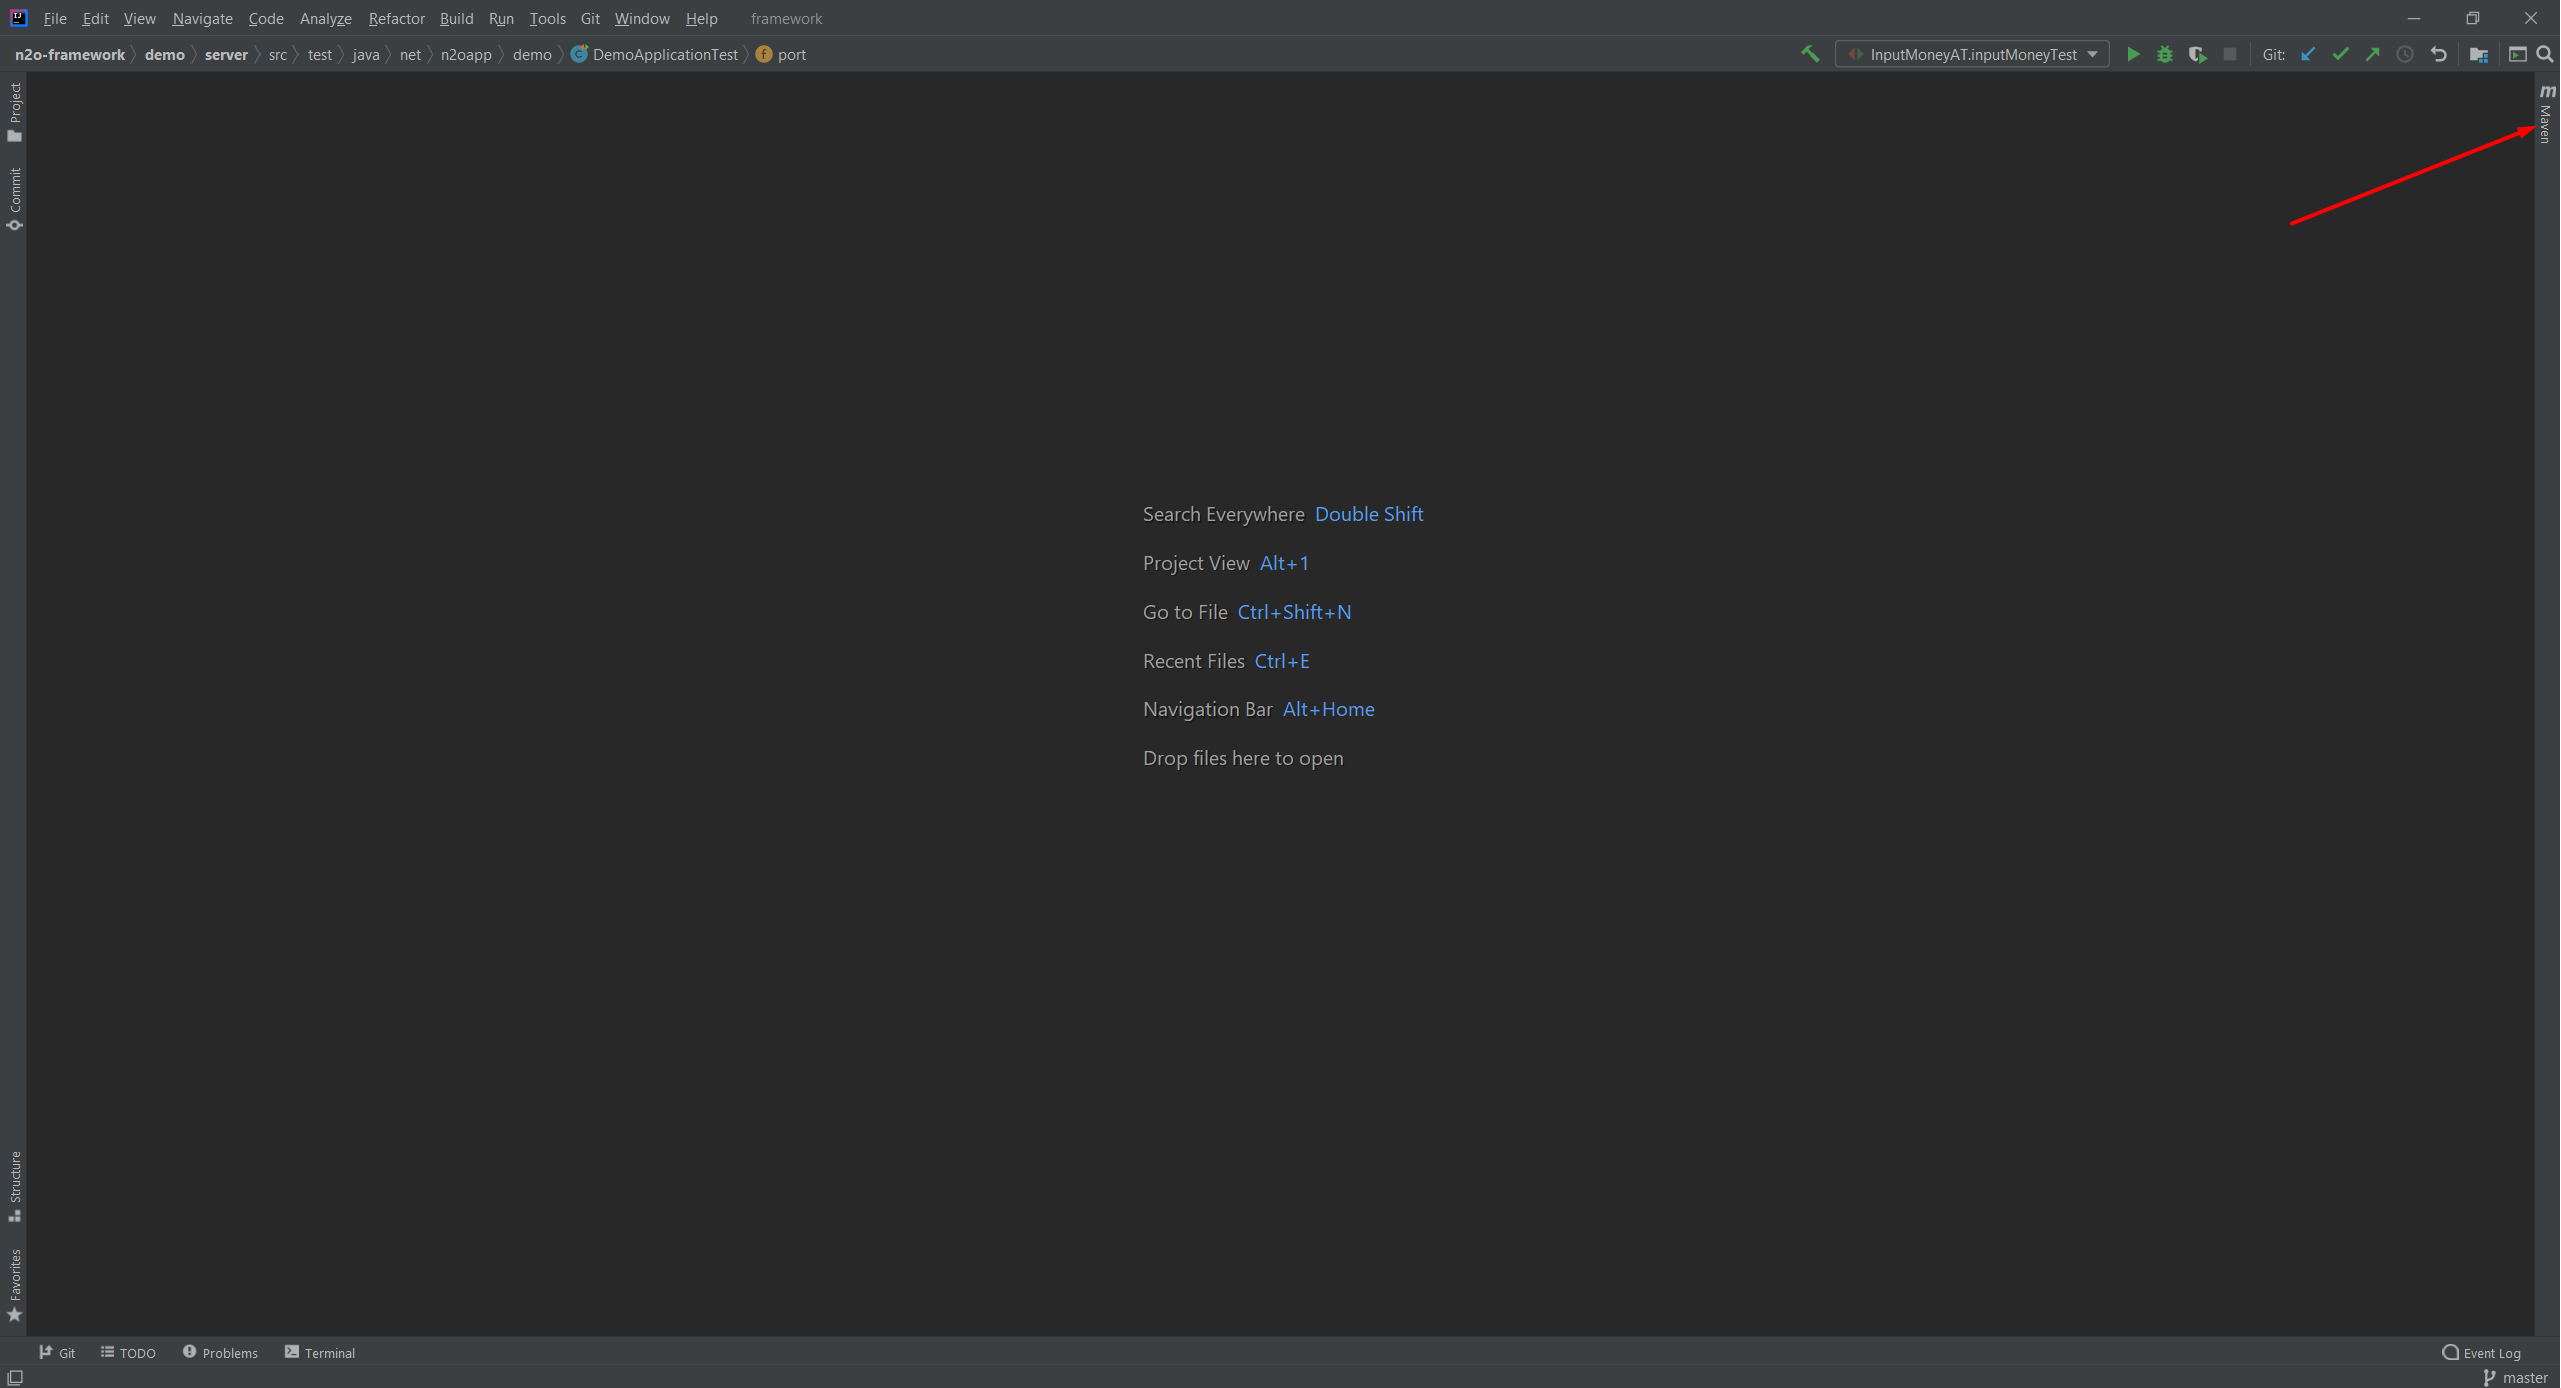 File Edit View Navigate Code Analyze Refactor Build Run Tools Git Window Help framework
n2o-framework demo server src test java net n2oapp demo DemoApplicationTest port InputMoneyAT.inputMoneyTest Git:
Project
Commit
Maven
Search Everywhere Double Shift
Project View Alt+1
Go to File Ctrl+Shift+N
Recent Files Ctrl+E
Navigation Bar Alt+Home
Drop files here to open
Structure
Favorites
Git TODO Problems Terminal Event Log
master